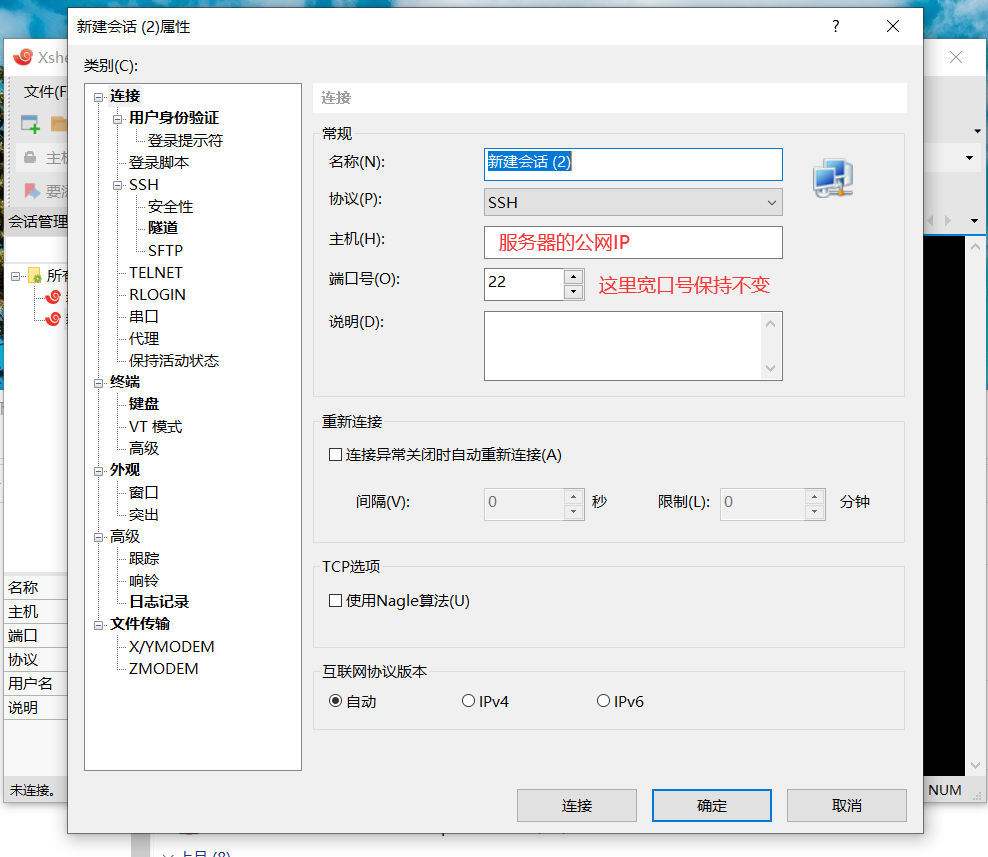 新建会话 (2)属性
?
Xshe
类别(C):
文件(F
主机
会话管理
所有
名称
主机
端口
协议
用户名
说明
未连接。
连接
用户身份验证
登录提示符
登录脚本
SSH
安全性
隧道
SFTP
TELNET
RLOGIN
串口
代理
保持活动状态
终端
键盘
VT 模式
高级
外观
窗口
突出
高级
跟踪
响铃
日志记录
文件传输
X/YMODEM
ZMODEM
连接
常规
名称(N):
新建会话 (2)
协议(P):
SSH
主机(H):
服务器的公网IP
端口号(O):
22
这里宽口号保持不变
说明(D):
重新连接
连接异常关闭时自动重新连接(A)
间隔(V):
0
秒
限制(L):
0
分钟
TCP选项
使用Nagle算法(U)
互联网协议版本
自动
IPv4
IPv6
连接
确定
取消
NUM
上月 (8)